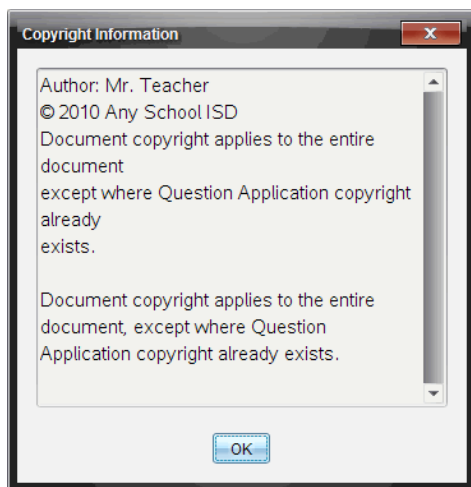 Copyright Information
Author: Mr. Teacher
© 2010 Any School ISD
Document copyright applies to the entire
document
except where Question Application copyright
already
exists.
Document copyright applies to the entire
document, except where Question
Application copyright already exists.
OK